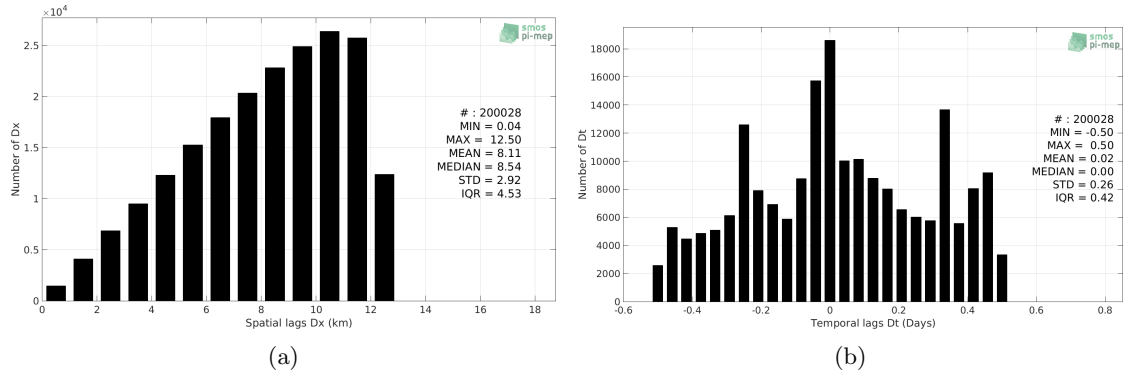 ×10⁴
2.5
2
1.5
1
0.5
0
Number of Dx
0 2 4 6 8 10 12 14 16 18
Spatial lags Dx (km)
smos
pi-mep
# : 200028
MIN = 0.04
MAX = 12.50
MEAN = 8.11
MEDIAN = 8.54
STD = 2.92
IQR = 4.53
(a)
18000
16000
14000
12000
10000
8000
6000
4000
2000
0
Number of Dt
-0.6 -0.4 -0.2 0 0.2 0.4 0.6 0.8
Temporal lags Dt (Days)
smos
pi-mep
# : 200028
MIN = -0.50
MAX = 0.50
MEAN = 0.02
MEDIAN = 0.00
STD = 0.26
IQR = 0.42
(b)